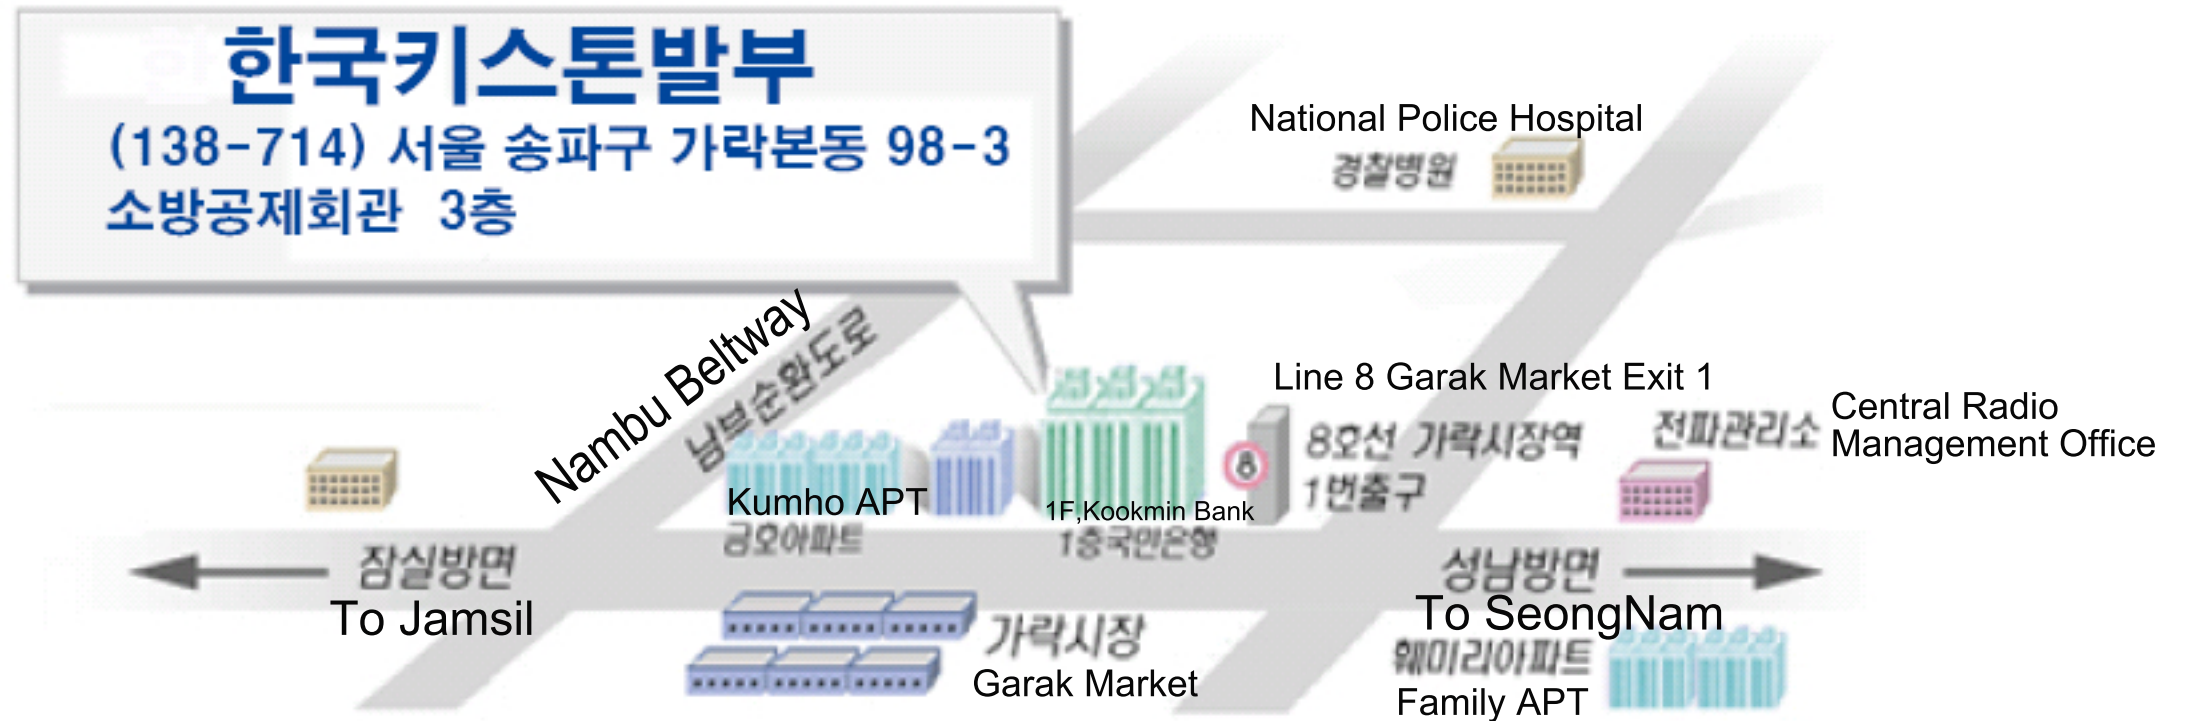 한국키스톤발부
(138-714) 서울 송파구 가락본동 98-3
소방공제회관 3층
National Police Hospital
경찰병원
Nambu Beltway
남부순환도로
Line 8 Garak Market Exit 1
8호선 가락시장역
1번출구
8
전파관리소
Central Radio
Management Office
Kumho APT
금호아파트
1F,Kookmin Bank
1층국민은행
잠실방면
To Jamsil
성남방면
To SeongNam
가락시장
Garak Market
훼미리아파트
Family APT